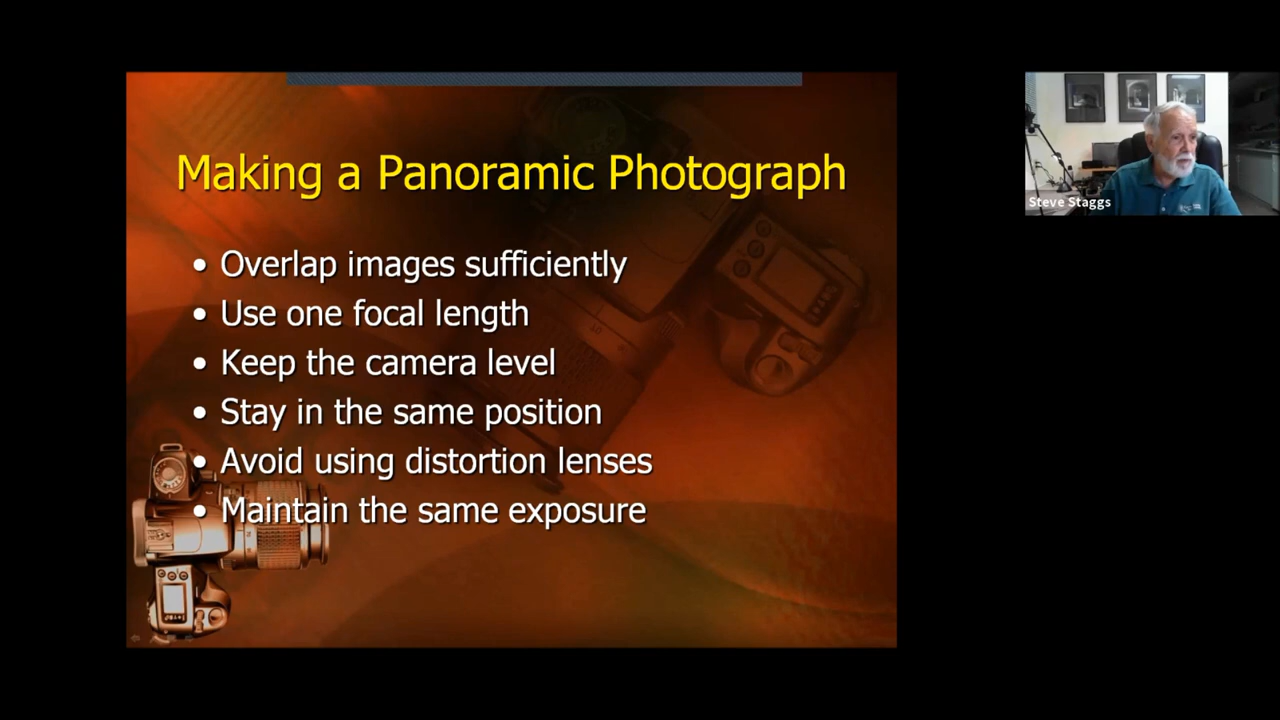 Making a Panoramic Photograph
• Overlap images sufficiently
• Use one focal length
• Keep the camera level
• Stay in the same position
• Avoid using distortion lenses
• Maintain the same exposure
Steve Staggs